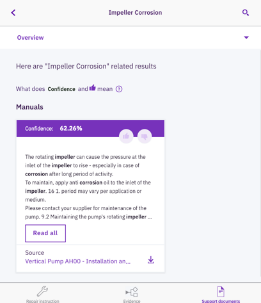 Impeller Corrosion
Overview
Here are "Impeller Corrosion" related results
What does Confidence and mean
Manuals
Confidence: 62.26%
The rotating impeller can cause the pressure at the
inlet of the impeller to rise - especially in case of
corrosion after long period of activity.
To maintain, apply anti corrosion oil to the inlet of the
impeller. 16 1. period may vary per application or
medium.
Please contact your supplier for maintenance of the
pump. 9.2 Maintaining the pump's rotating impeller ...
Read all
Source
Vertical Pump AH00 - Installation an...
Repair instruction
Evidence
Support documents